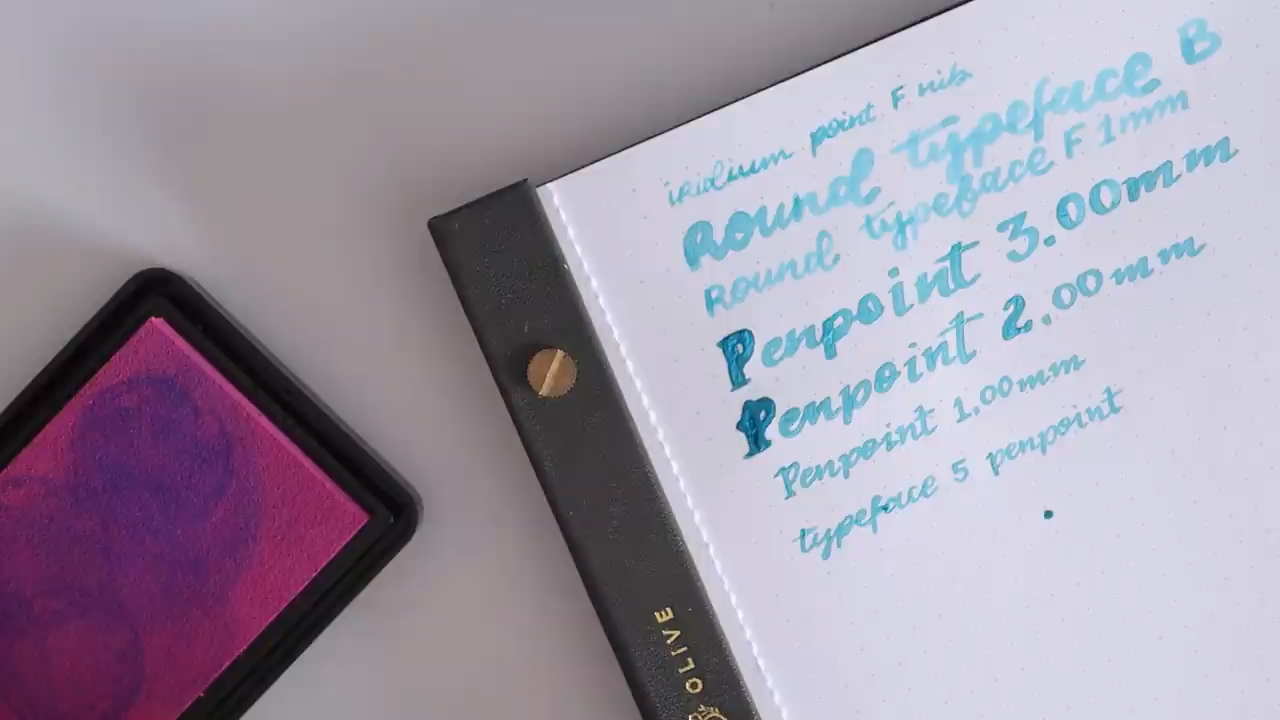 iridium point F nib
Round typeface B
Round typeface F 1mm
Penpoint 3.00mm
Penpoint 2.00mm
Penpoint 1.00mm
typeface 5 penpoint
OLIVE